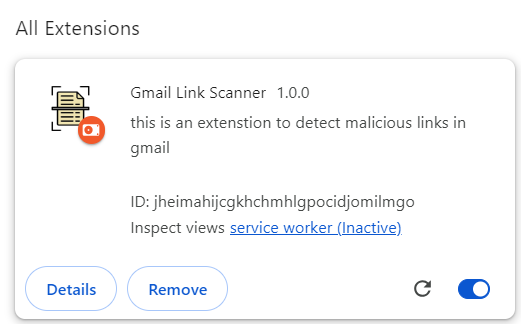 All Extensions
Gmail Link Scanner 1.0.0
this is an extenstion to detect malicious links in
gmail
ID: jheimahijcgkhchmhlgpocidjomilmgo
Inspect views service worker (Inactive)
Details Remove